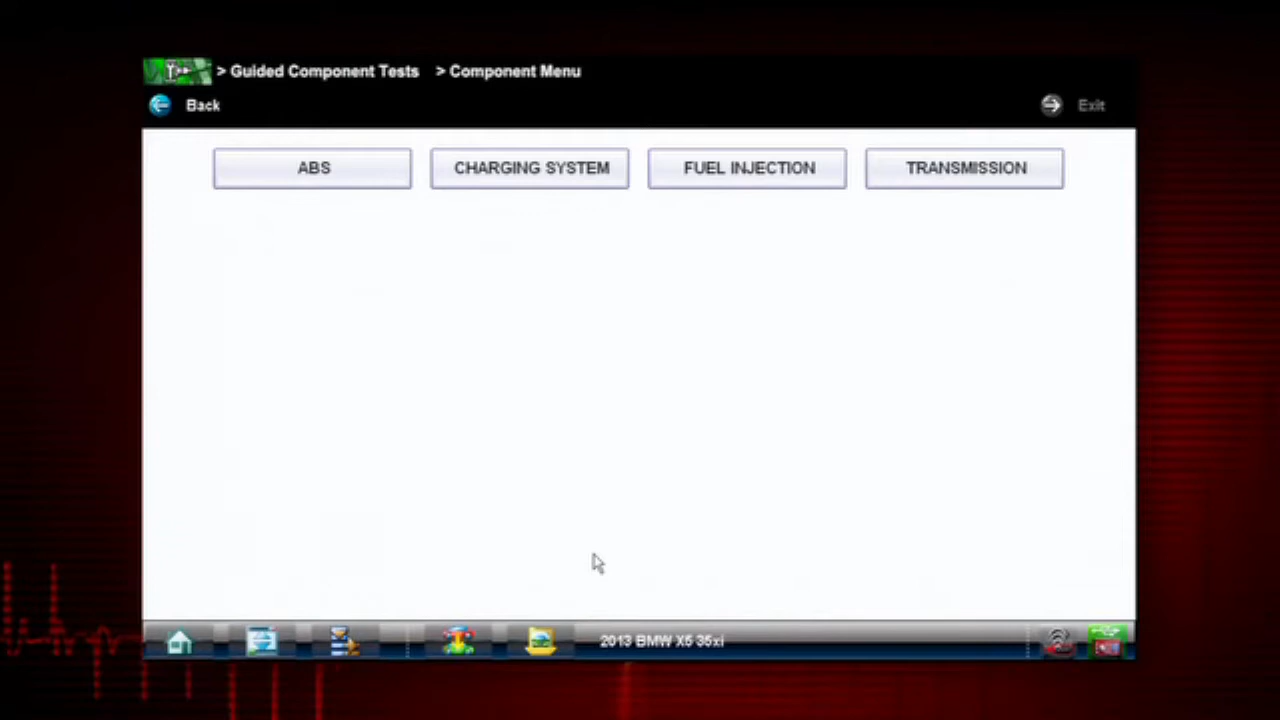 > Guided Component Tests > Component Menu
Back
Exit
ABS
CHARGING SYSTEM
FUEL INJECTION
TRANSMISSION
2013 BMW X5 35xi